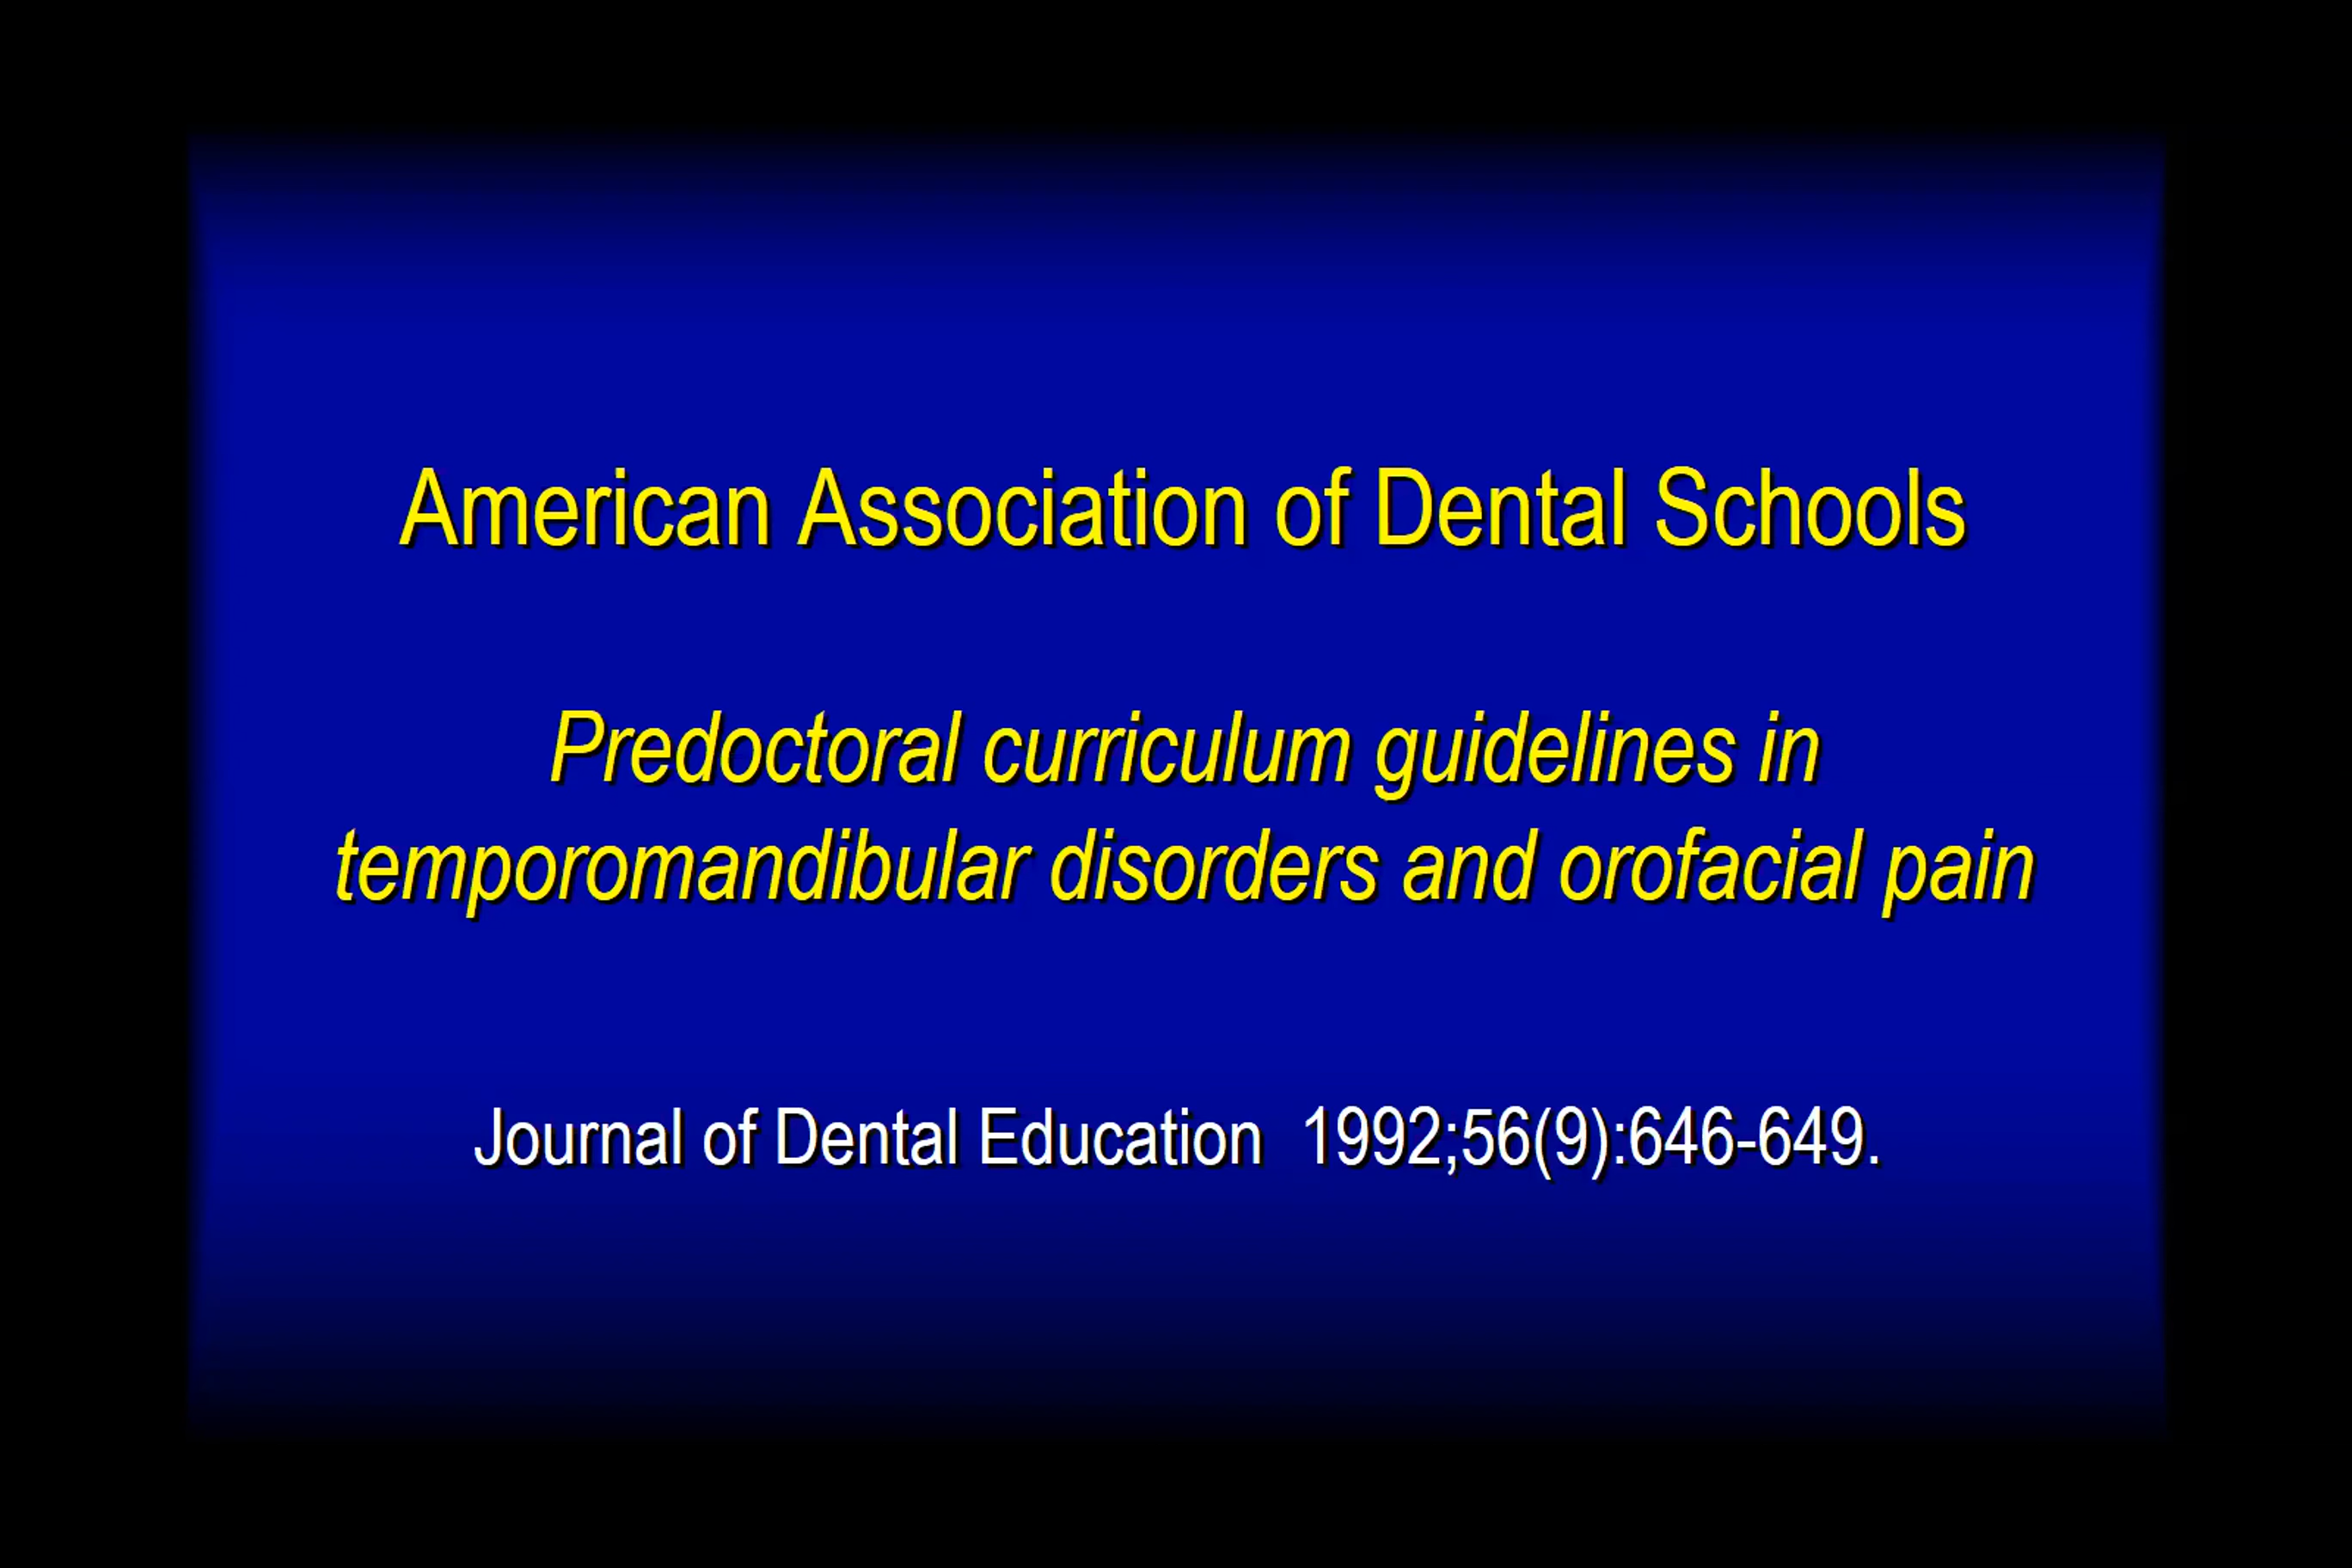 American Association of Dental Schools
Predoctoral curriculum guidelines in
temporomandibular disorders and orofacial pain
Journal of Dental Education  1992;56(9):646-649.